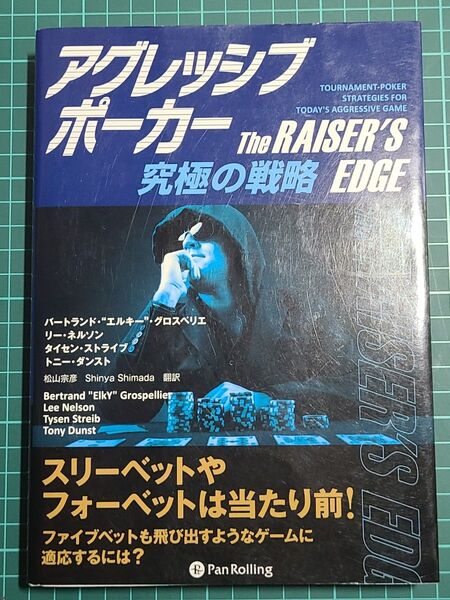 アグレッシブ
ポーカー
TOURNAMENT-POKER
STRATEGIES FOR
TODAY'S AGGRESSIVE GAME
The RAISER'S
EDGE
究極の戦略
バートランド・"エルキー"・グロスペリエ
リー・ネルソン
タイセン・ストライブ
トニー・ダンスト
松山宗彦 Shinya Shimada 翻訳
Bertrand "ElkY" Grospellier
Lee Nelson
Tysen Streib
Tony Dunst
スリーベットや
フォーベットは当たり前!
ファイブベットも飛び出すようなゲームに
適応するには?
Pan Rolling